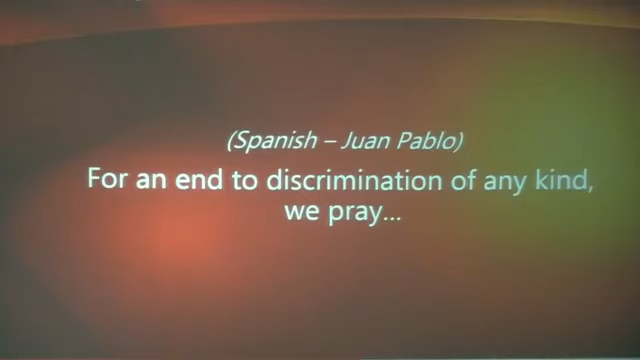 (Spanish – Juan Pablo)
For an end to discrimination of any kind,
we pray...